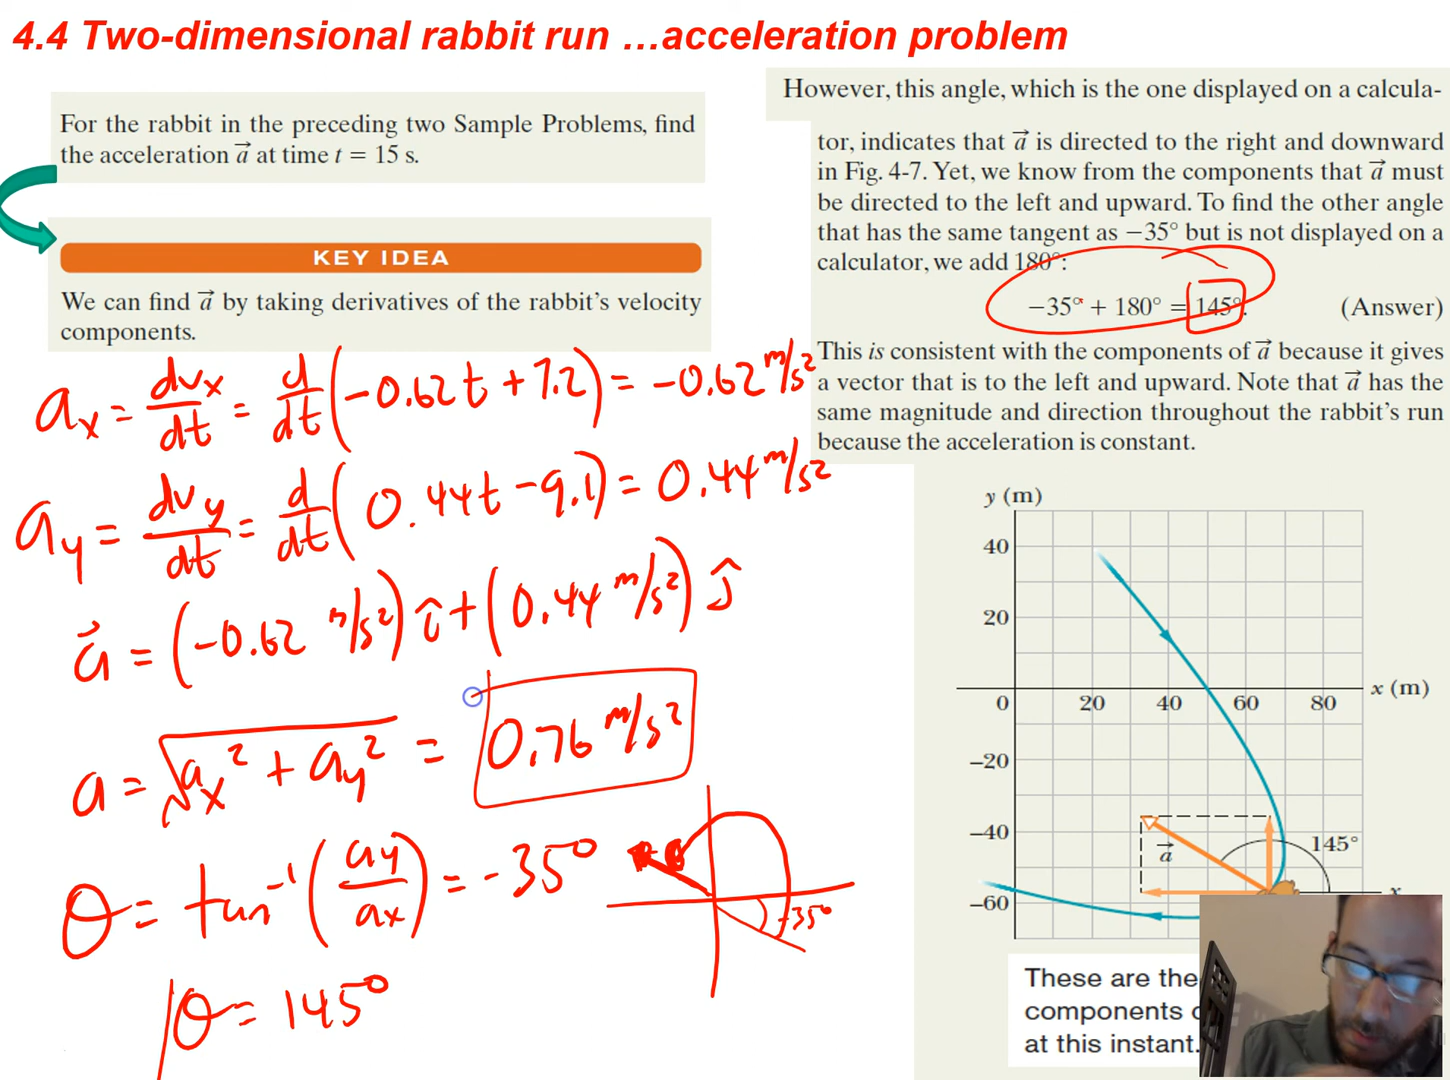 4.4 Two-dimensional rabbit run …acceleration problem
For the rabbit in the preceding two Sample Problems, find
the acceleration a⃗ at time t = 15 s.
KEY IDEA
We can find a⃗ by taking derivatives of the rabbit's velocity
components.
aₓ = dvₓ/dt = d/dt(-0.62t + 7.2) = -0.62 m/s²
a_y = dv_y/dt = d/dt(0.44t - 9.1) = 0.44 m/s²
a⃗ = (-0.62 m/s²) î + (0.44 m/s²) ĵ
a = √(aₓ² + a_y²) = 0.76 m/s²
θ = tan⁻¹(ay/ax) = -35°
-35°
θ = 145°
However, this angle, which is the one displayed on a calcula-
tor, indicates that a⃗ is directed to the right and downward
in Fig. 4-7. Yet, we know from the components that a⃗ must
be directed to the left and upward. To find the other angle
that has the same tangent as −35° but is not displayed on a
calculator, we add 180°:
−35° + 180° = 145°. (Answer)
This is consistent with the components of a⃗ because it gives
a vector that is to the left and upward. Note that a⃗ has the
same magnitude and direction throughout the rabbit's run
because the acceleration is constant.
y (m)
40
20
0 20 40 60 80 x (m)
−20
−40
145°
a⃗
x
−60
These are the
components
at this instant.